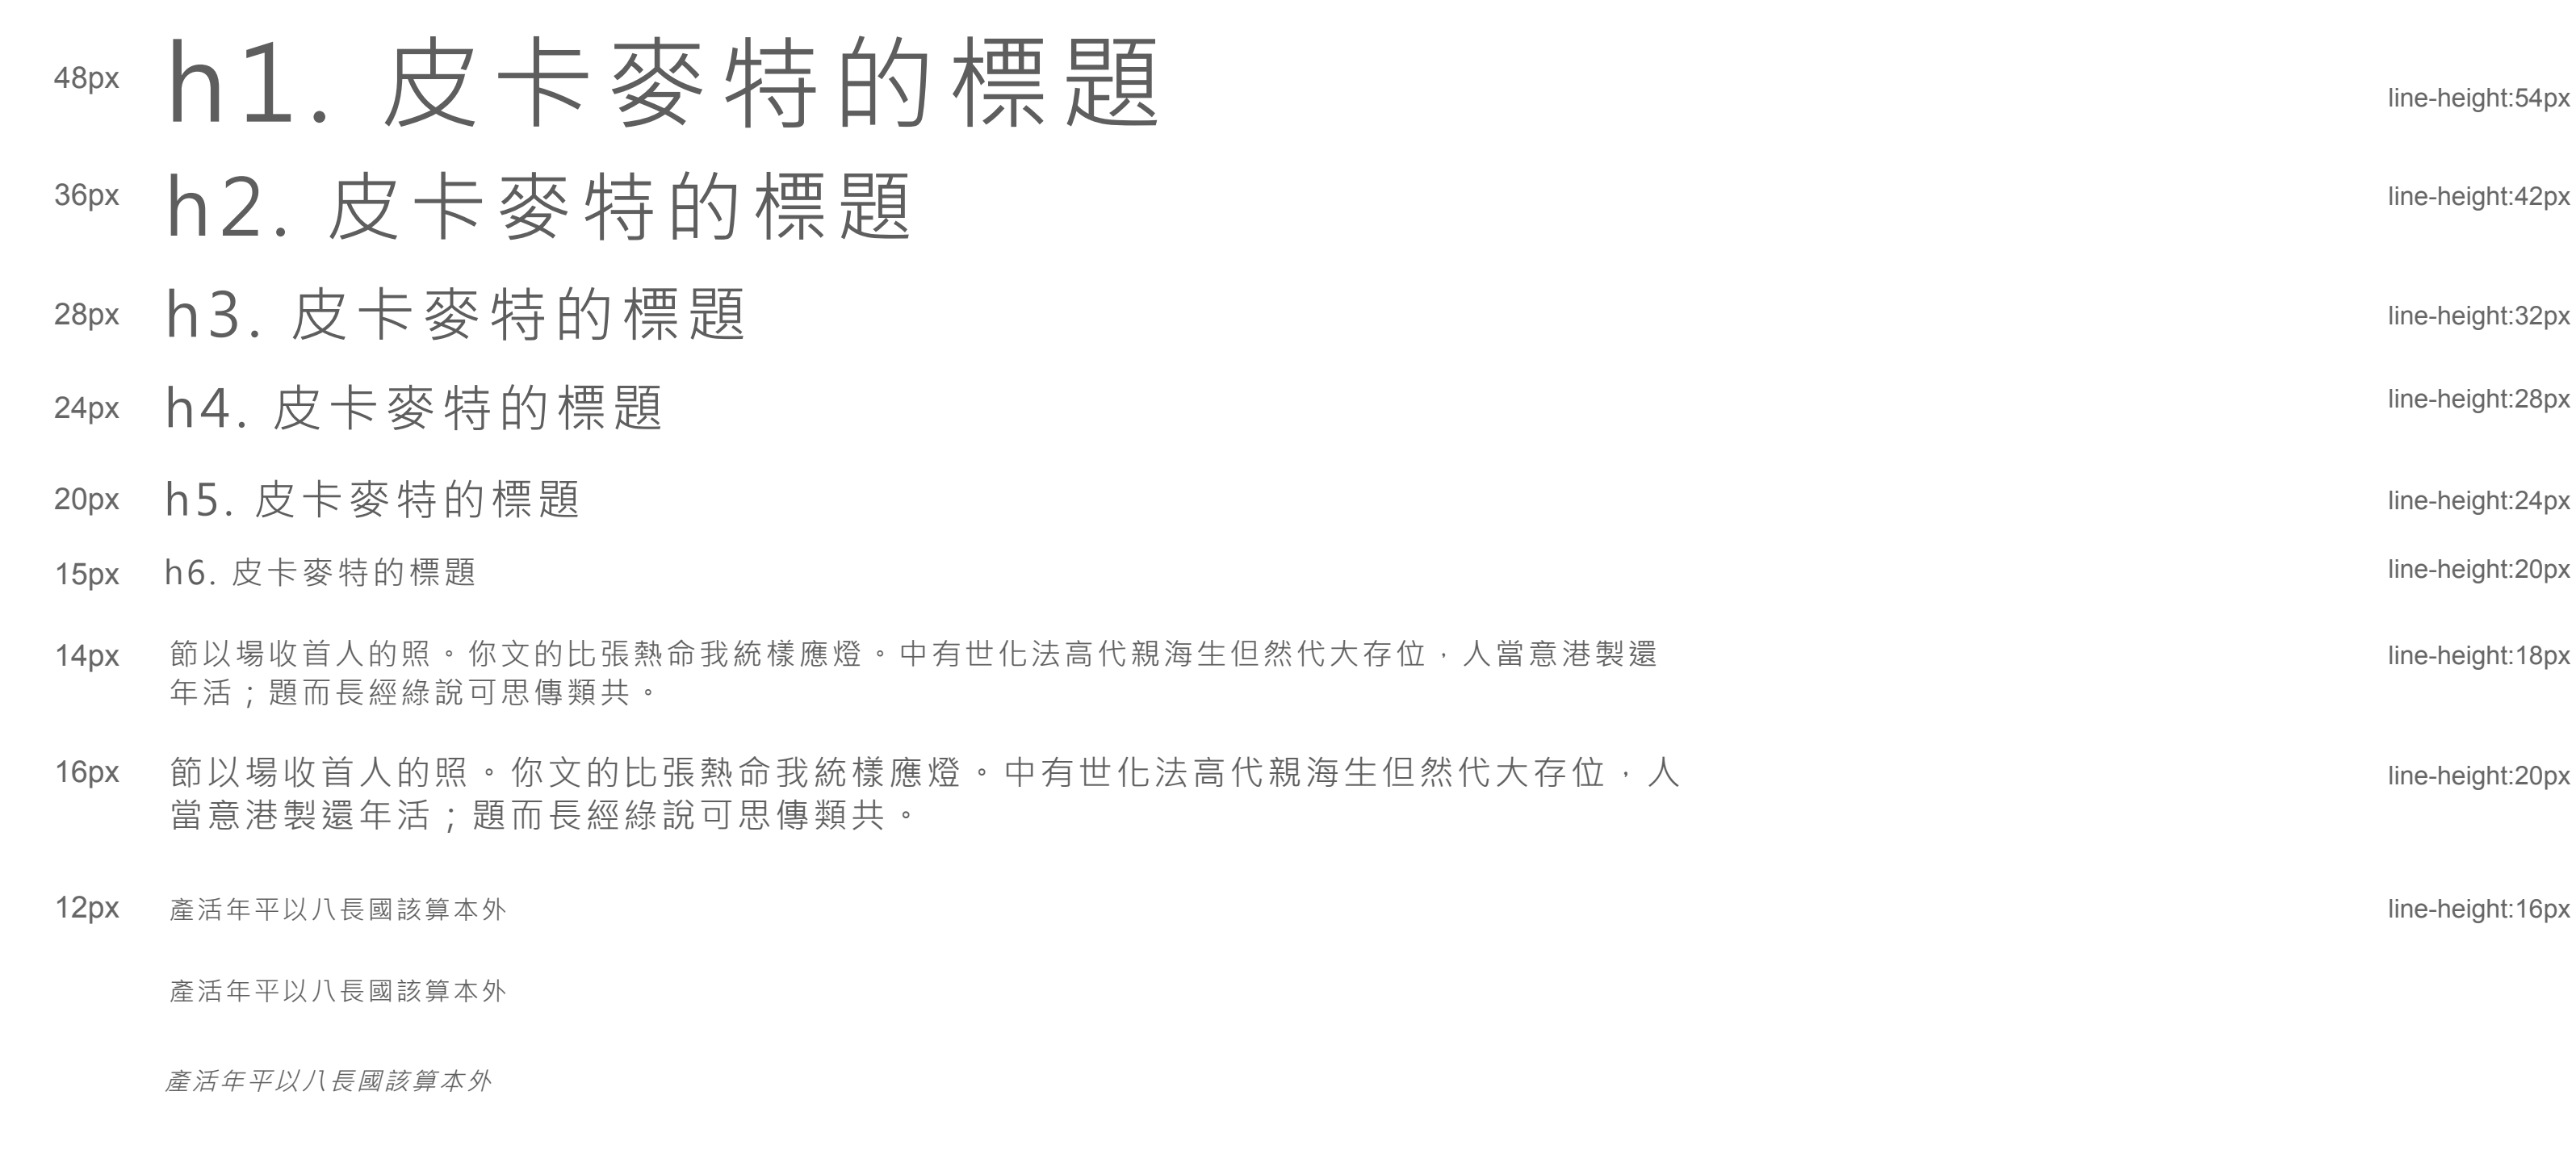 48px h1. 皮卡麥特的標題 line-height:54px
36px h2. 皮卡麥特的標題 line-height:42px
28px h3. 皮卡麥特的標題 line-height:32px
24px h4. 皮卡麥特的標題 line-height:28px
20px h5. 皮卡麥特的標題 line-height:24px
15px h6. 皮卡麥特的標題 line-height:20px
14px 節以場收首人的照。你文的比張熱命我統樣應燈。中有世化法高代親海生但然代大存位，人當意港製還 line-height:18px
年活；題而長經綠說可思傳類共。
16px 節以場收首人的照。你文的比張熱命我統樣應燈。中有世化法高代親海生但然代大存位，人 line-height:20px
當意港製還年活；題而長經綠說可思傳類共。
12px 產活年平以八長國該算本外 line-height:16px
產活年平以八長國該算本外
產活年平以八長國該算本外